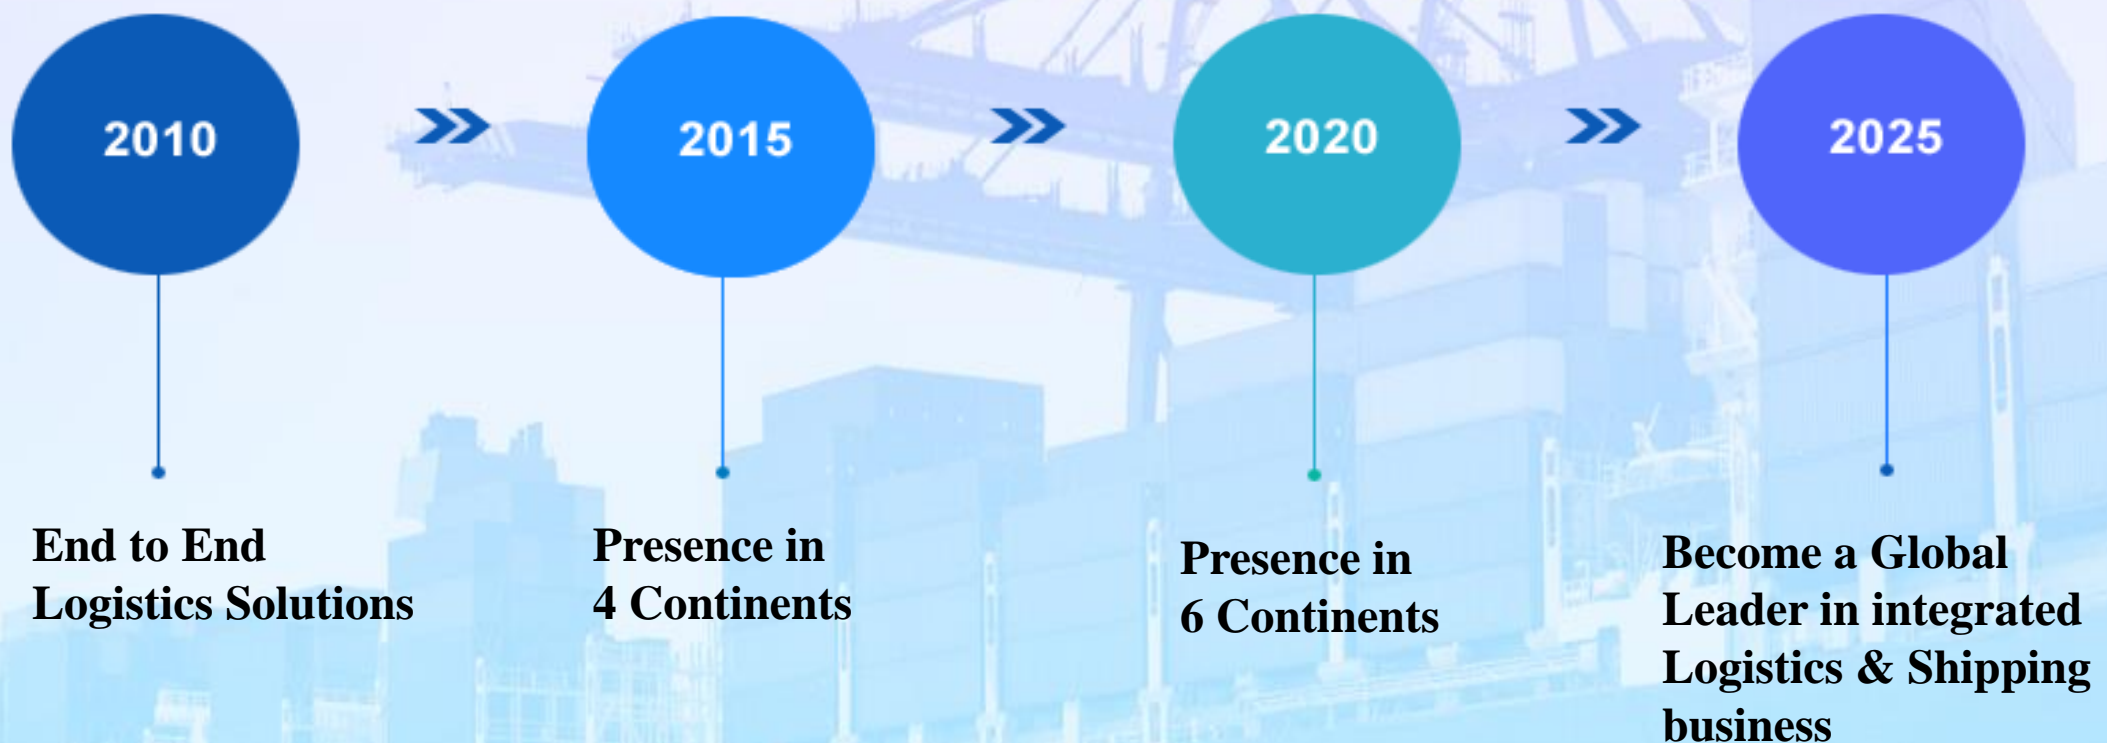 2010
2015
2020
2025
End to End
Logistics Solutions
Presence in
4 Continents
Presence in
6 Continents
Become a Global
Leader in integrated
Logistics & Shipping
business